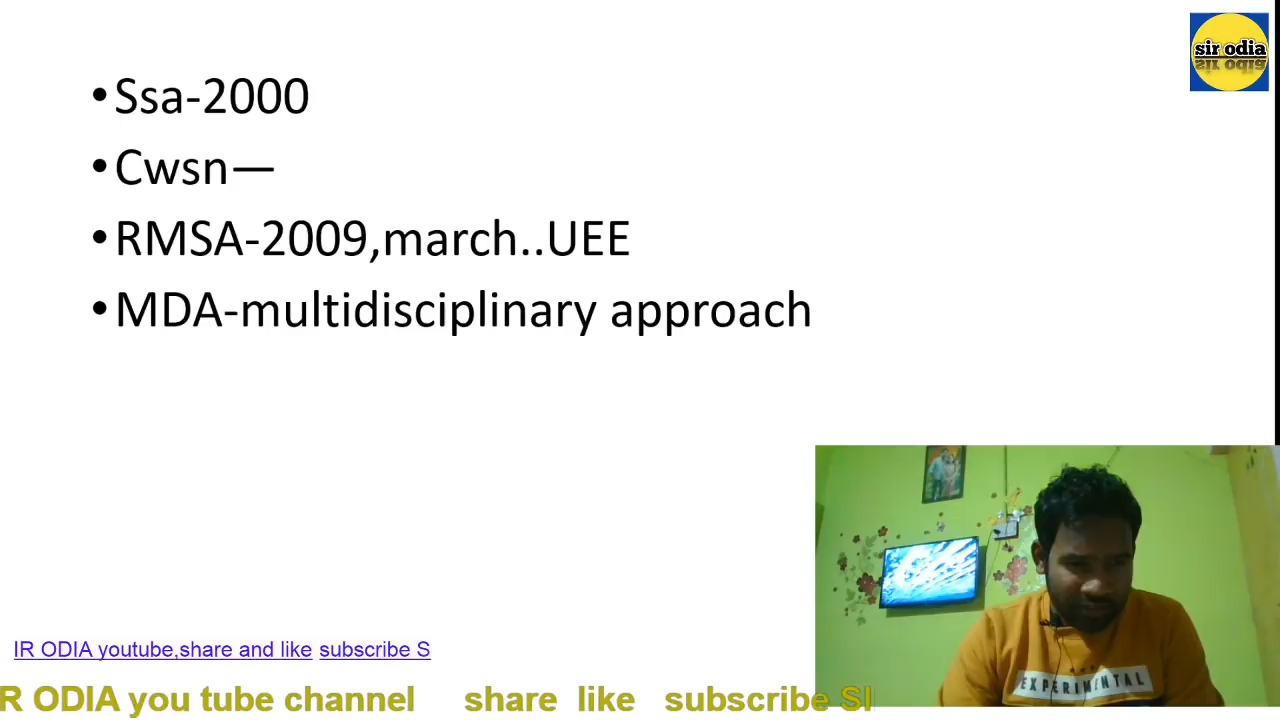 sir odia
• Ssa-2000
• Cwsn—
• RMSA-2009,march..UEE
• MDA-multidisciplinary approach
EXPERIMENTAL
IR ODIA youtube,share and like subscribe S
R ODIA you tube channel share like subscribe SI